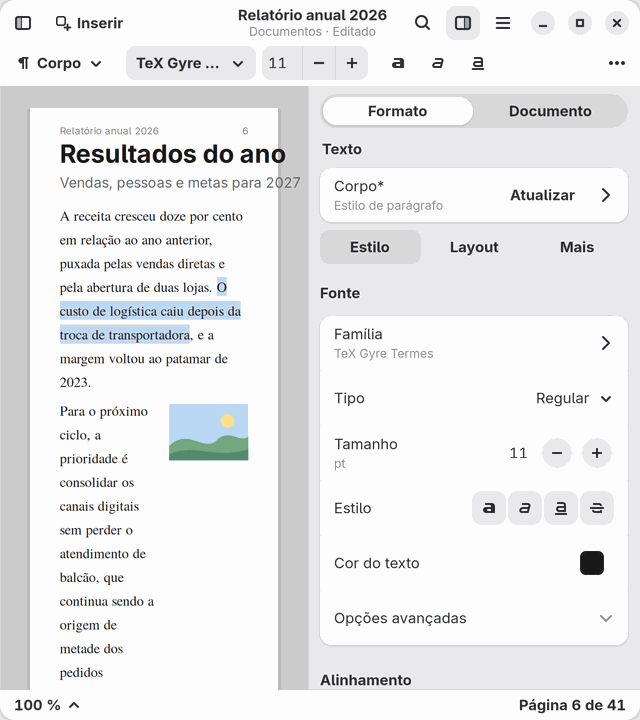 Inserir
Relatório anual 2026
Documentos · Editado
¶ Corpo
TeX Gyre ...
11
a a a
Relatório anual 2026 6
Resultados do ano
Vendas, pessoas e metas para 2027
A receita cresceu doze por cento
em relação ao ano anterior,
puxada pelas vendas diretas e
pela abertura de duas lojas. O
custo de logística caiu depois da
troca de transportadora, e a
margem voltou ao patamar de
2023.
Para o próximo
ciclo, a
prioridade é
consolidar os
canais digitais
sem perder o
atendimento de
balcão, que
continua sendo a
origem de
metade dos
pedidos
Formato Documento
Texto
Corpo*
Estilo de parágrafo
Atualizar
Estilo Layout Mais
Fonte
Família
TeX Gyre Termes
Tipo Regular
Tamanho
pt
11
Estilo a a a a
Cor do texto
Opções avançadas
Alinhamento
100 %
Página 6 de 41